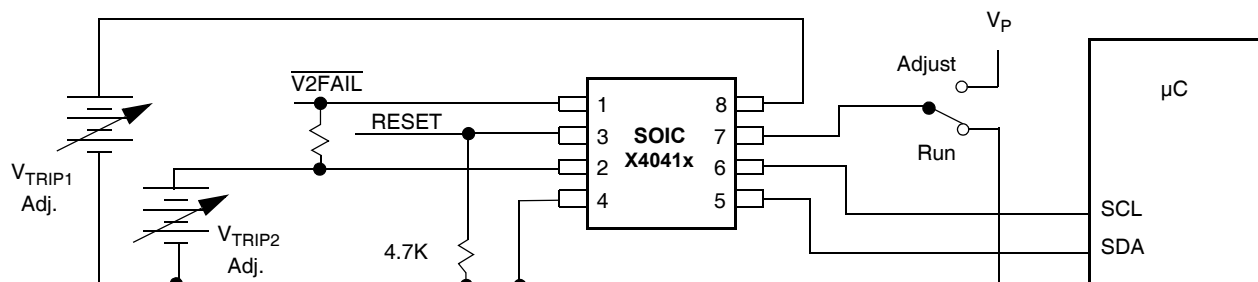 V_P
Adjust
µC
V2FAIL
1
8
RESET
3
SOIC
7
X4041x
Run
2
6
V_TRIP1
Adj.
4
5
SCL
V_TRIP2
Adj.
4.7K
SDA